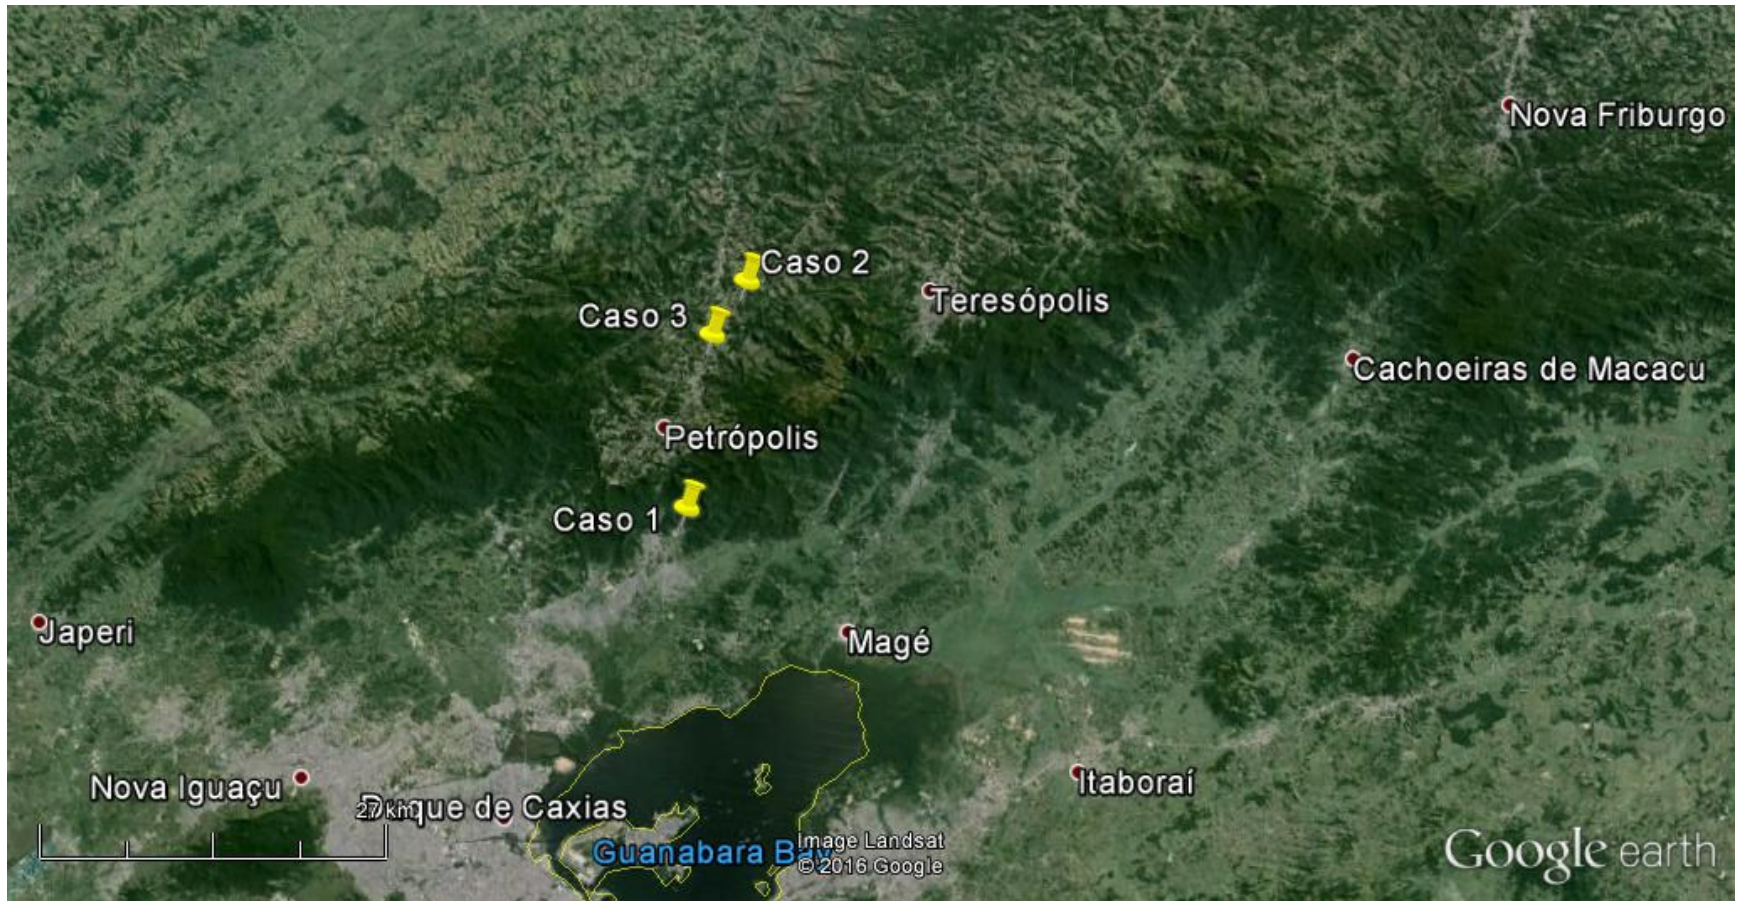 Nova Friburgo
Caso 2
Teresópolis
Caso 3
Cachoeiras de Macacu
Petrópolis
Caso 1
Japeri
Magé
Itaboraí
Nova Iguaçu
Duque de Caxias
27 km
Guanabara Bay
Image Landsat
© 2016 Google
Google earth